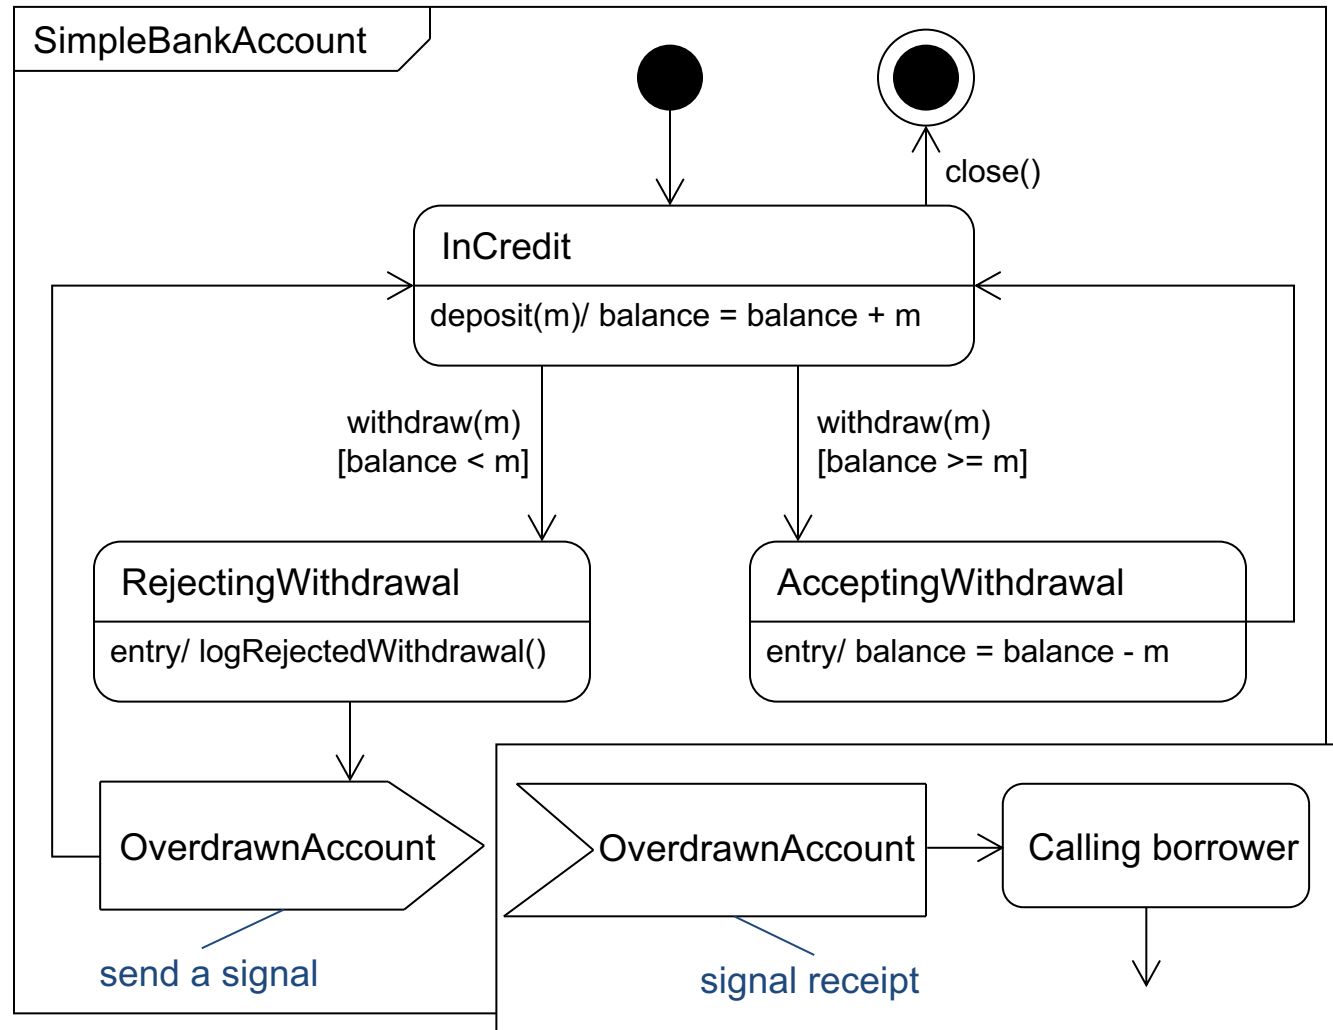 SimpleBankAccount
close()
InCredit
deposit(m)/ balance = balance + m
withdraw(m)
[balance < m]
withdraw(m)
[balance >= m]
RejectingWithdrawal
entry/ logRejectedWithdrawal()
AcceptingWithdrawal
entry/ balance = balance - m
OverdrawnAccount
OverdrawnAccount
Calling borrower
send a signal
signal receipt